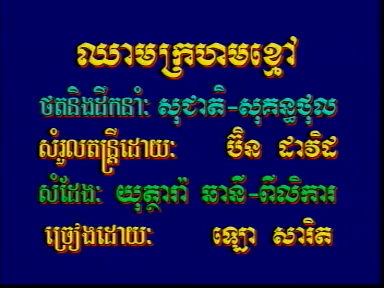 ឈាមក្រហមខ្មៅ
ថតនិងដឹកនាំ: សុជាតិ-សុគន្ធថុល
សំរួលតន្ត្រីដោយ: ប៊ិន ដាវិដ
សំដែង: យុត្ថារ៉ា ឆានី-ពីលិការ
ច្រៀងដោយ: ឡោ សារិត